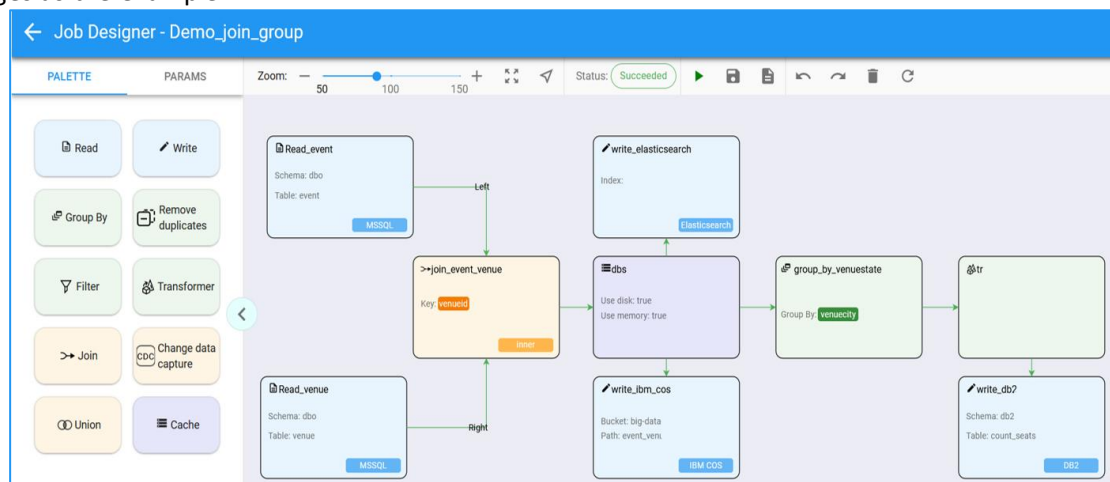 Job Designer - Demo_join_group
PALETTE
PARAMS
Zoom:
50
100
150
Status:
Succeeded
Read
Write
Group By
Remove
duplicates
Filter
Transformer
Join
CDC
Change data
capture
Union
Cache
Read_event
Schema: dbo
Table: event
MSSQL
Left
write_elasticsearch
Index:
Elasticsearch
join_event_venue
Key: venueid
inner
dbs
Use disk: true
Use memory: true
group_by_venuestate
Group By: venuecity
tr
Read_venue
Schema: dbo
Table: venue
MSSQL
Right
write_ibm_cos
Bucket: big-data
Path: event_ven
IBM COS
write_db2
Schema: db2
Table: count_seats
DB2